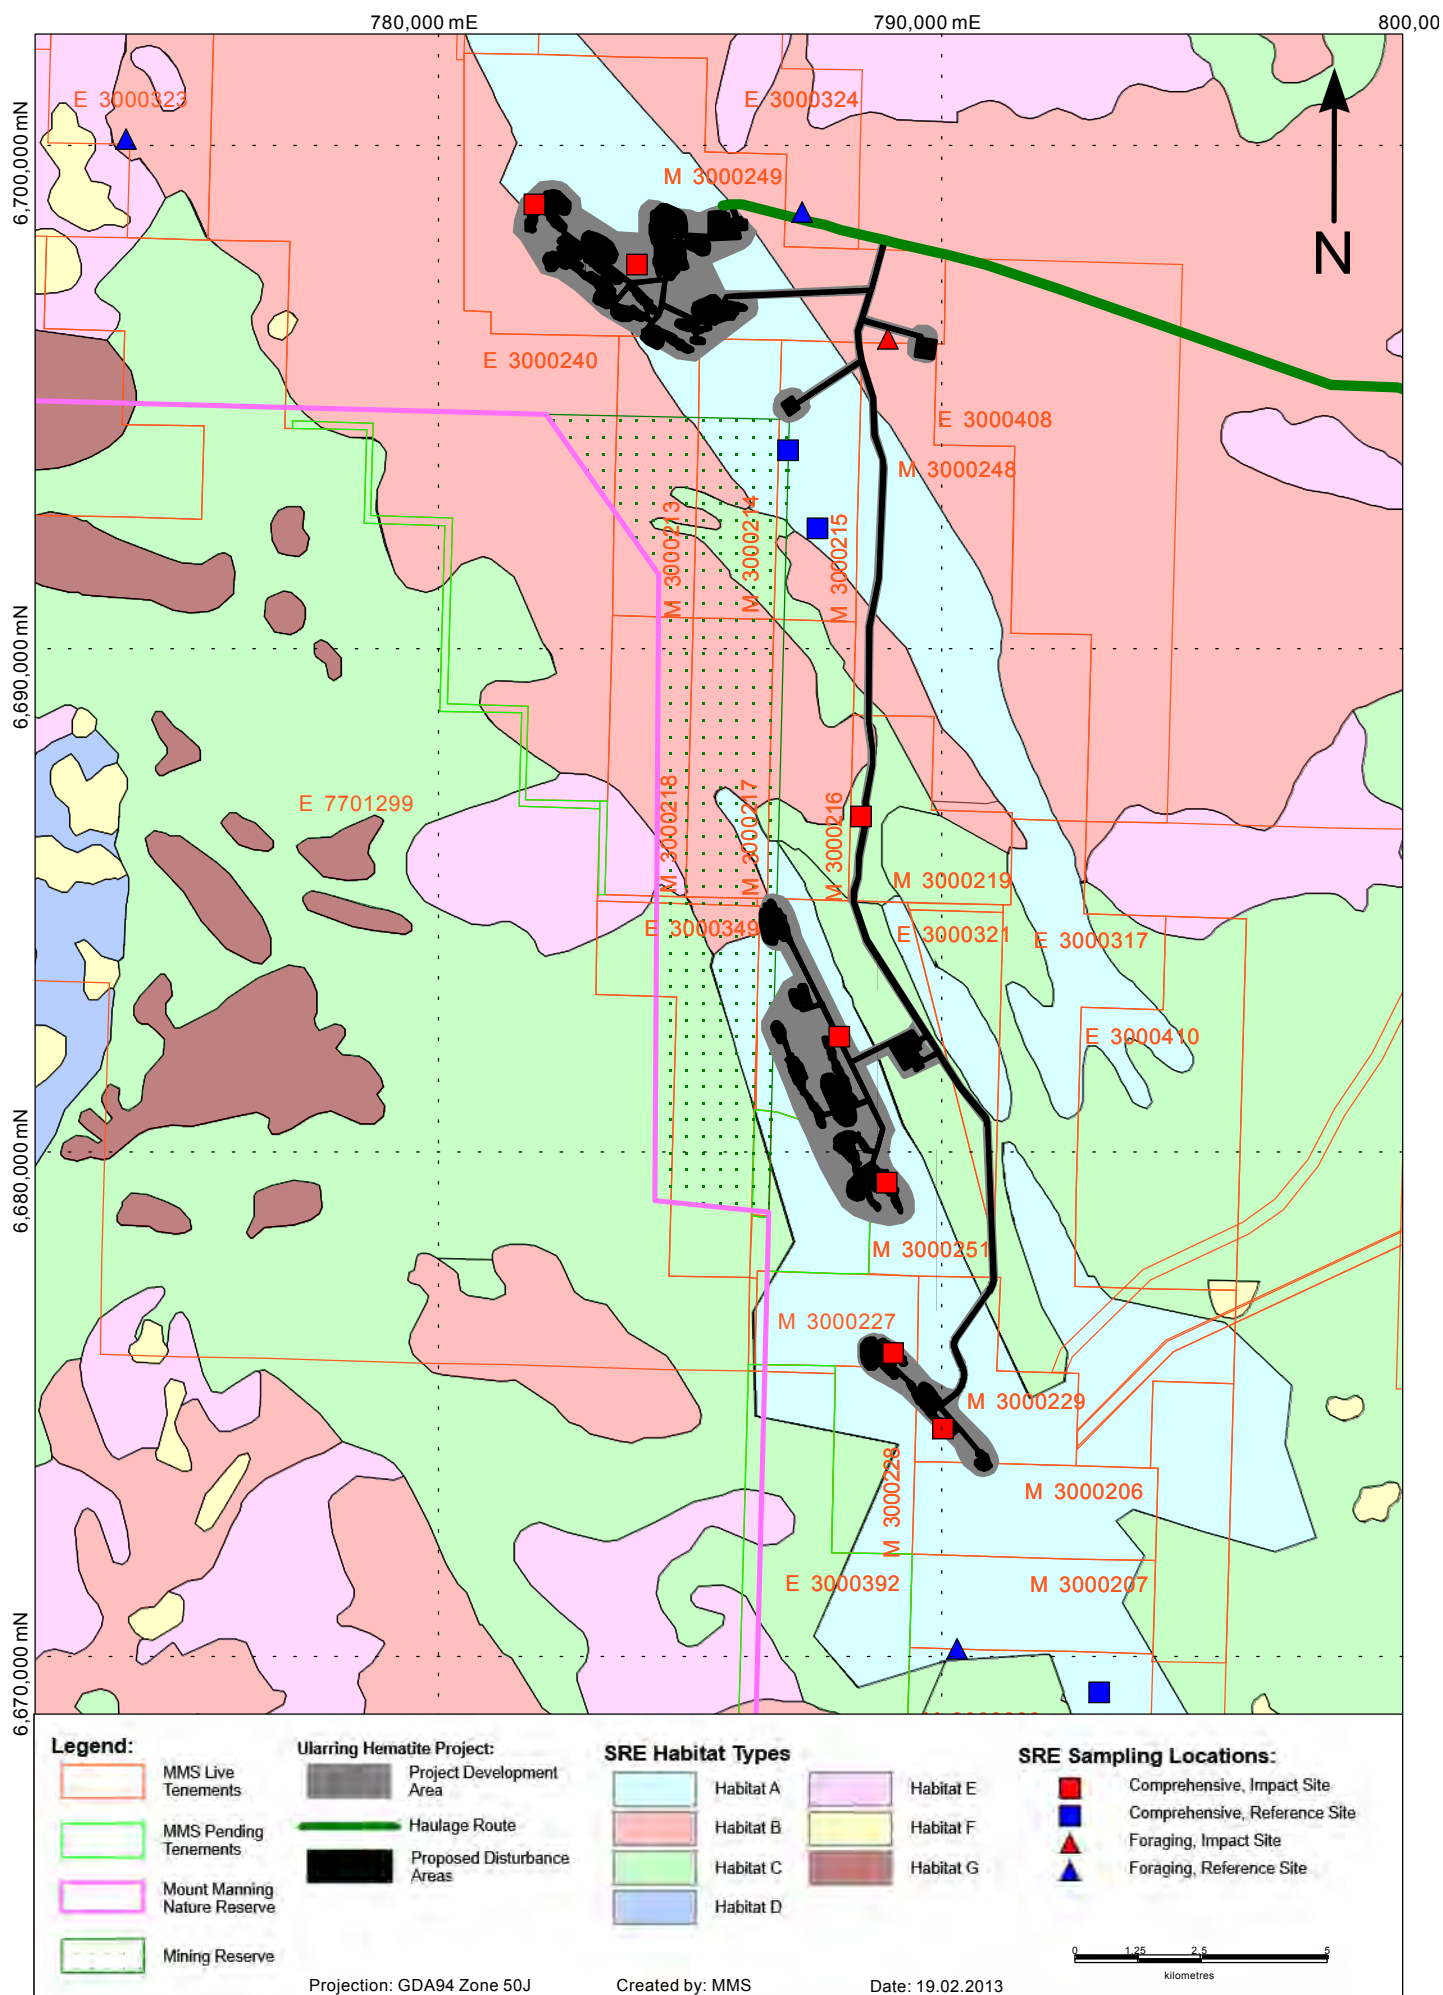 780,000 mE
790,000 mE
800,00
6,700,000 mN
6,690,000 mN
6,680,000 mN
6,670,000 mN
E 3000323
E 3000324
M 3000249
N
E 3000240
E 3000408
M 3000248
M 3000213
M 3000214
M 3000215
E 7701299
M 3000218
M 3000217
M 3000216
M 3000219
E 3000349
E 3000321
E 3000317
E 3000410
M 3000251
M 3000227
M 3000229
M 3000228
M 3000206
E 3000392
M 3000207
Legend:
MMS Live
Tenements
MMS Pending
Tenements
Mount Manning
Nature Reserve
Mining Reserve
Ularring Hematite Project:
Project Development
Area
Haulage Route
Proposed Disturbance
Areas
SRE Habitat Types
Habitat A
Habitat B
Habitat C
Habitat D
Habitat E
Habitat F
Habitat G
SRE Sampling Locations:
Comprehensive, Impact Site
Comprehensive, Reference Site
Foraging, Impact Site
Foraging, Reference Site
0 1.25 2.5 5
kilometres
Projection: GDA94 Zone 50J
Created by: MMS
Date: 19.02.2013